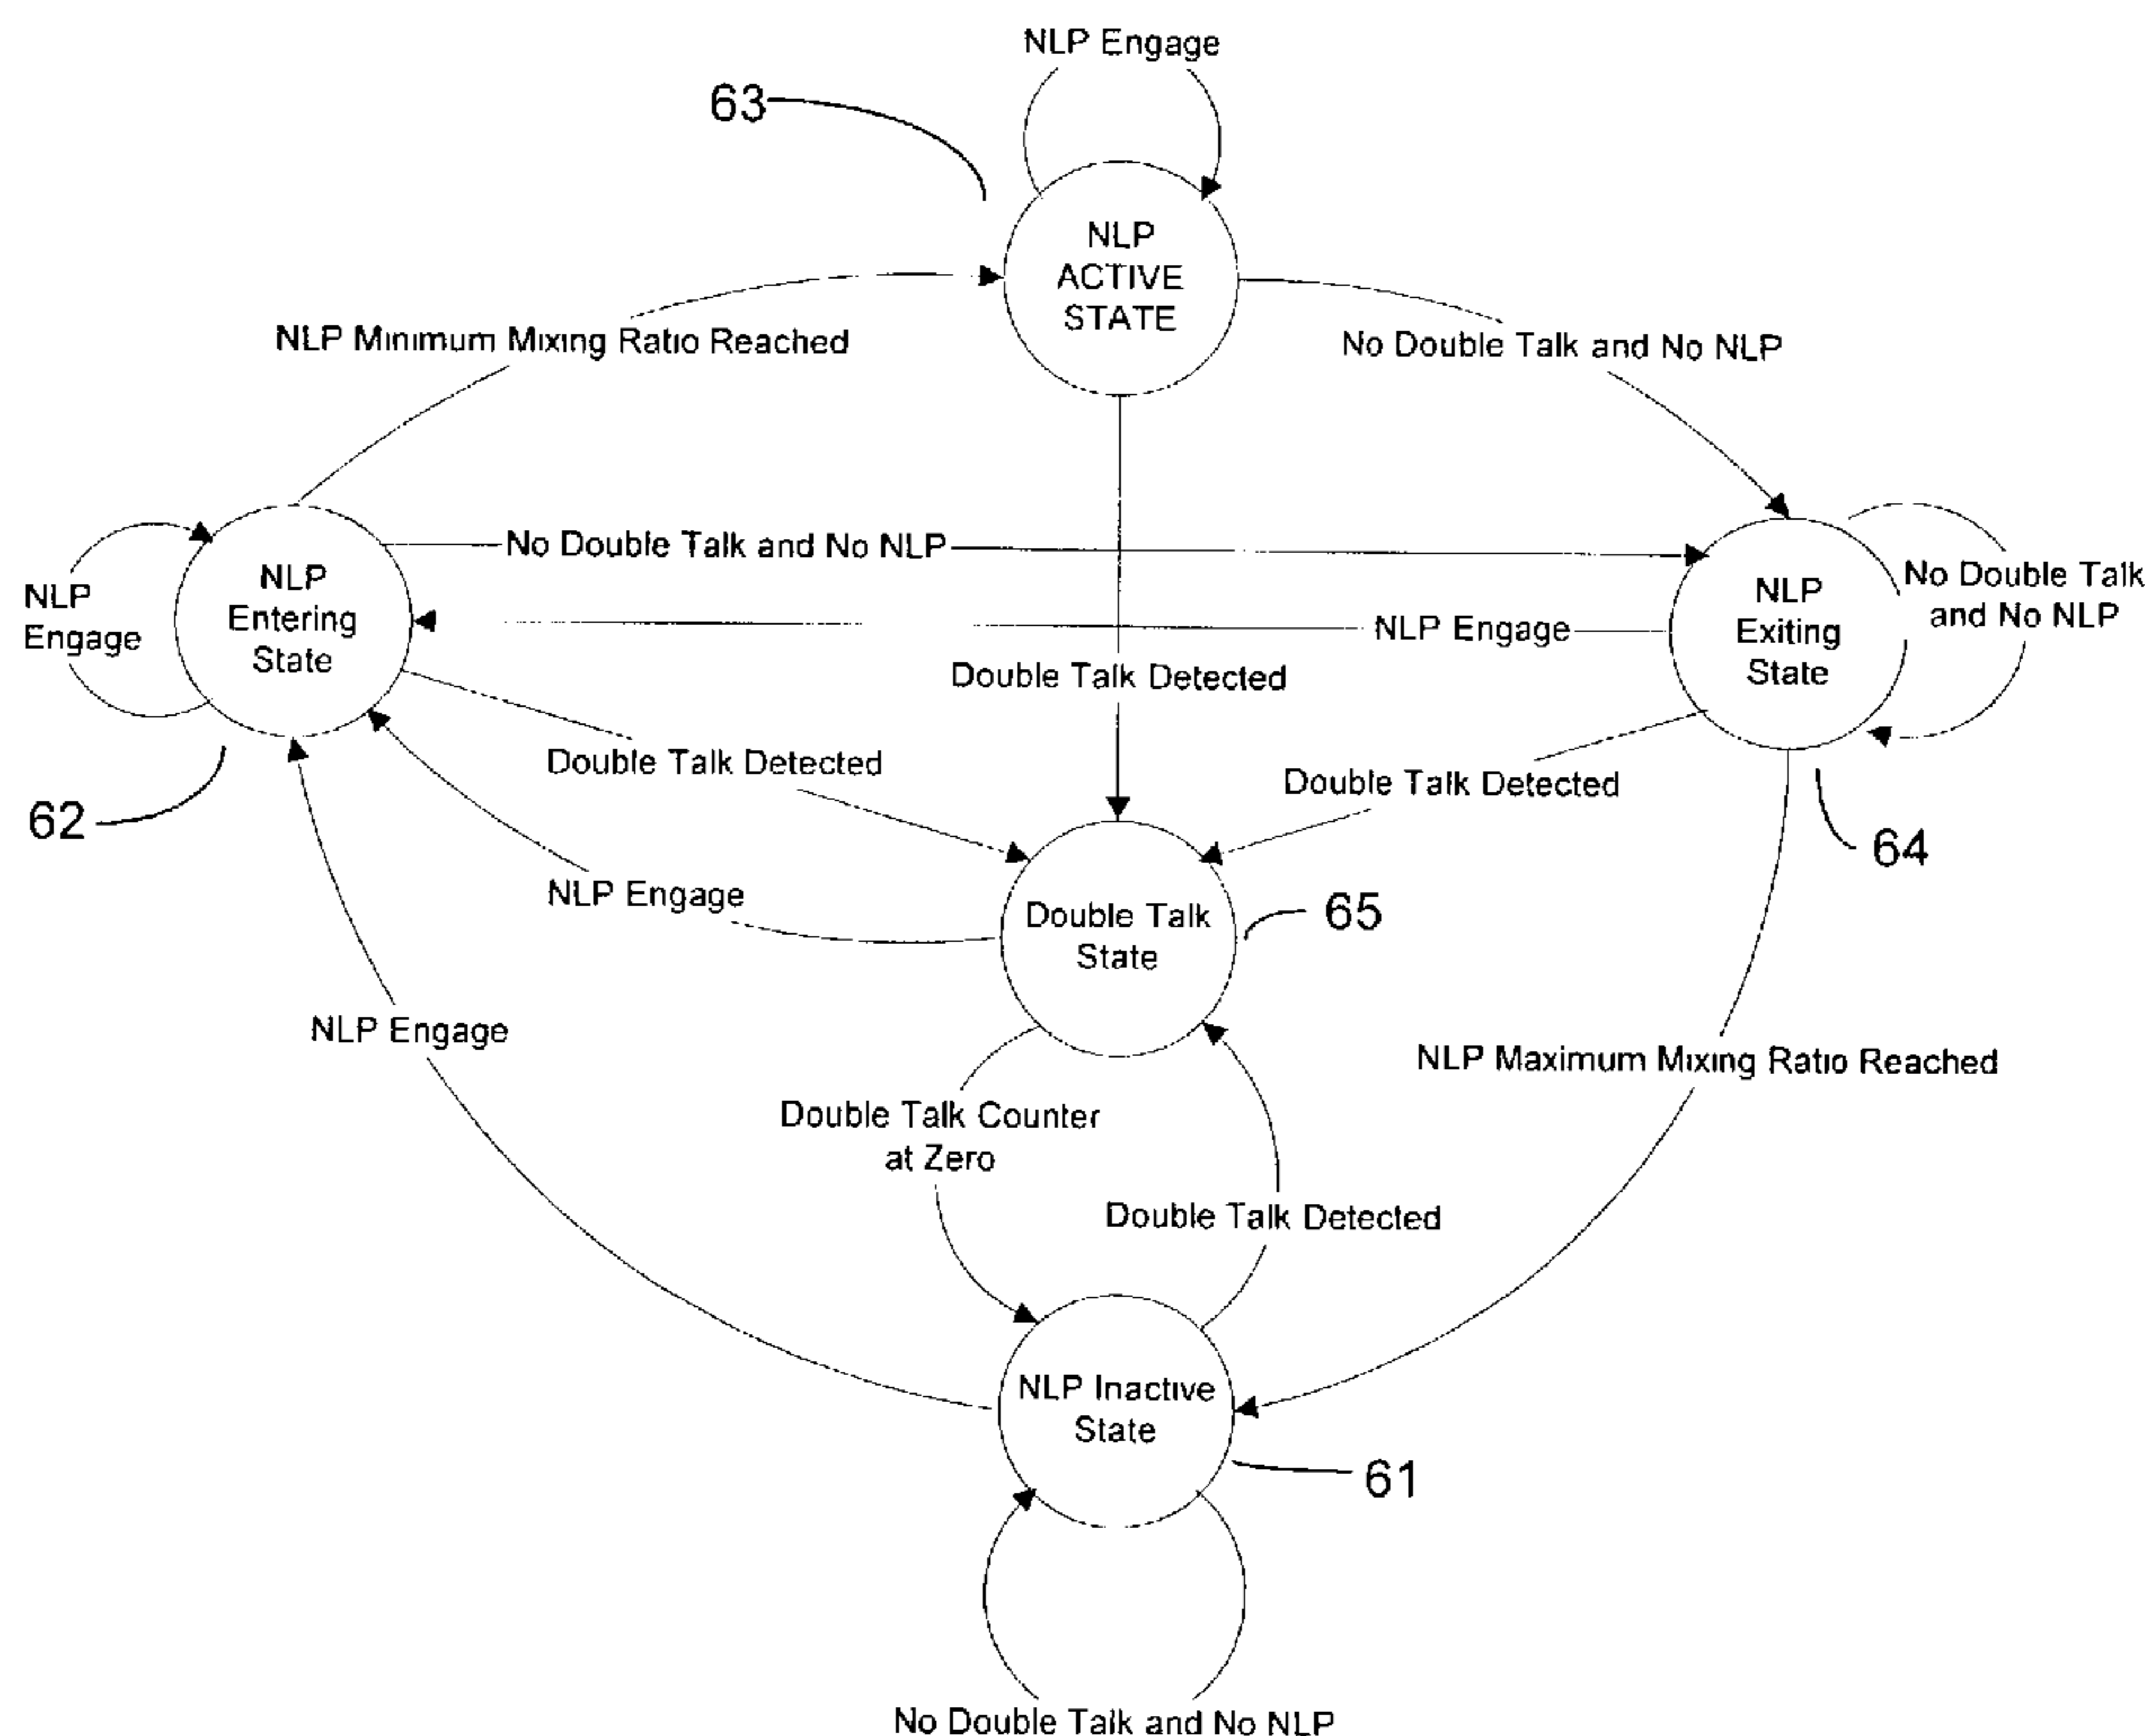 NLP Engage
63
NLP
ACTIVE
STATE
NLP Minimum Mixing Ratio Reached
No Double Talk and No NLP
No Double Talk and No NLP
NLP
Engage
NLP
Entering
State
NLP
Exiting
State
No Double Talk
and No NLP
NLP Engage
Double Talk Detected
Double Talk Detected
Double Talk Detected
62
64
NLP Engage
Double Talk
State
65
NLP Engage
NLP Maximum Mixing Ratio Reached
Double Talk Counter
at Zero
Double Talk Detected
NLP Inactive
State
61
No Double Talk and No NLP